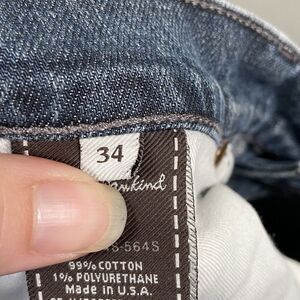 34
mankind
S-564S
99% COTTON
1% POLYURETHANE
Made in U.S.A.